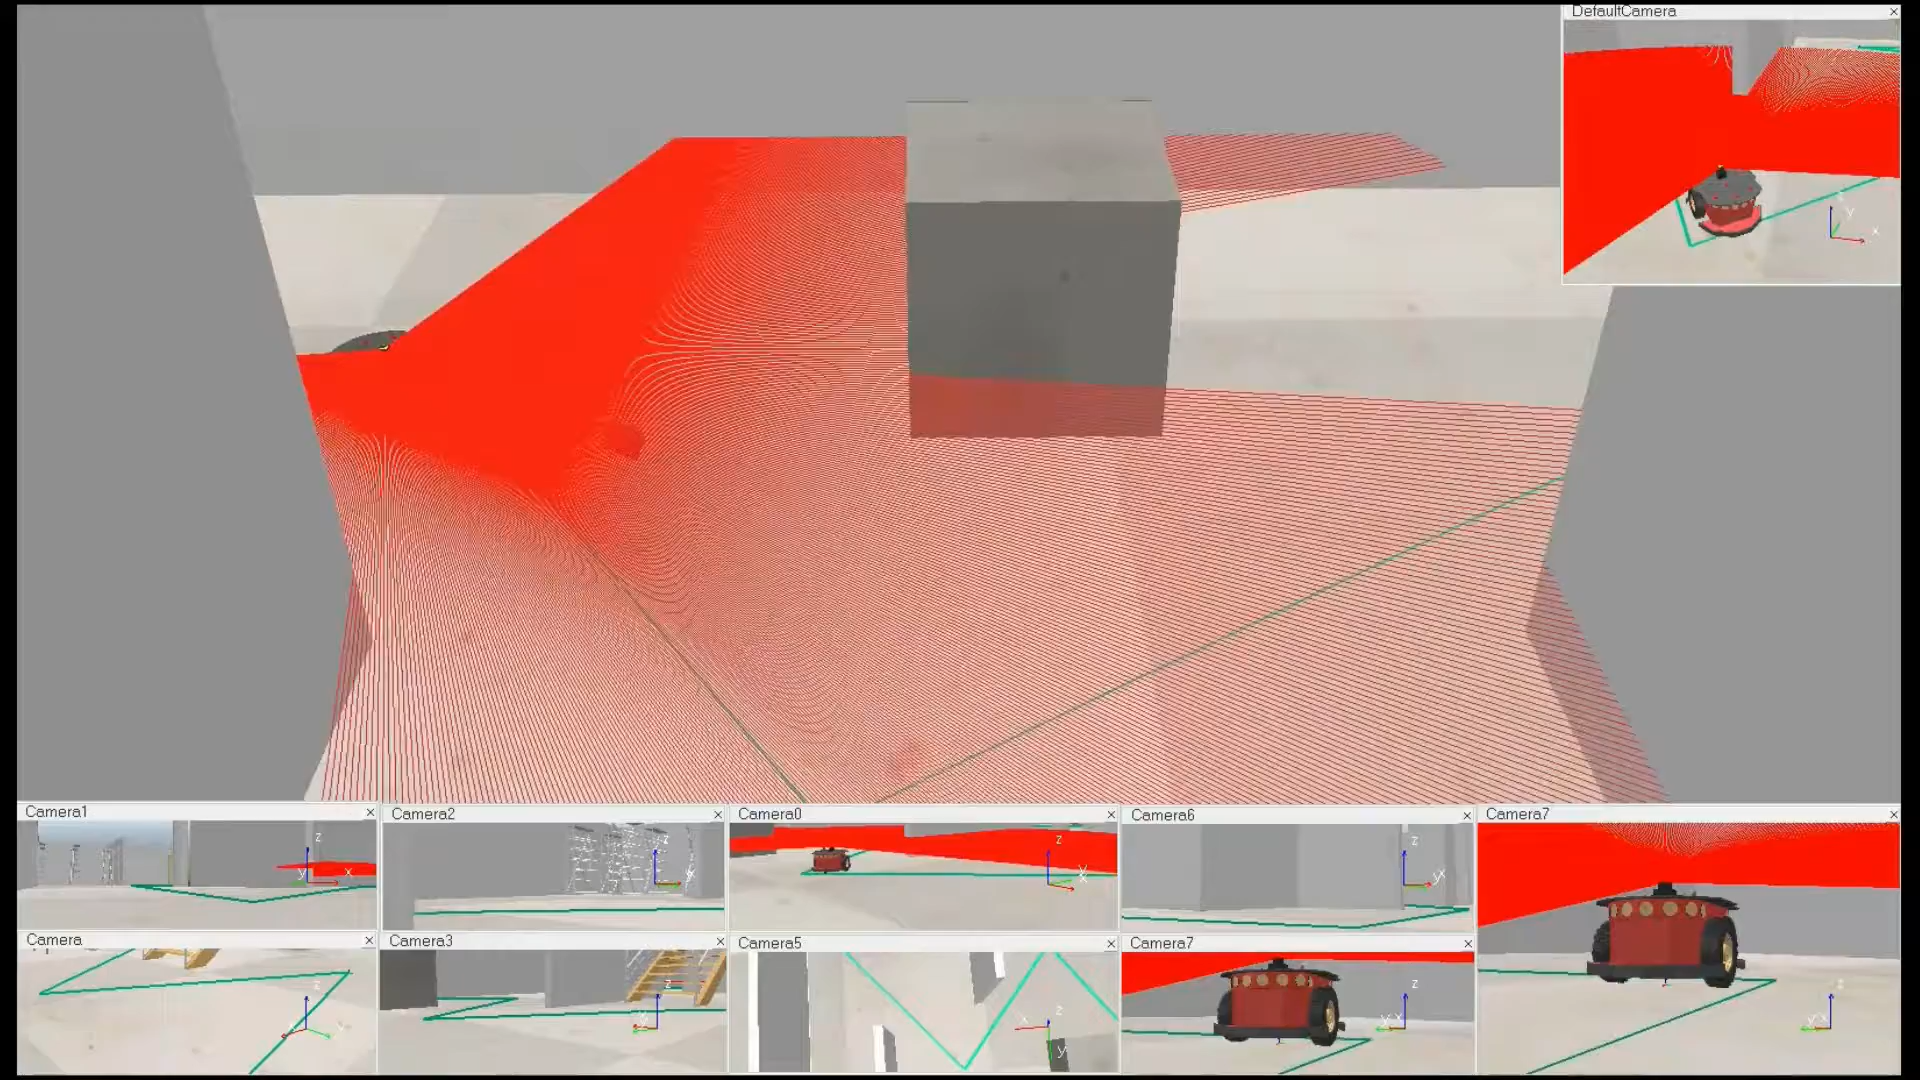 DefaultCamera ×
y
x
Camera1 ×
Camera2 ×
Camera0 ×
Camera6 ×
Camera7 ×
z
y
x
z
z
x
z
Camera ×
Camera3 ×
Camera5 ×
Camera7 ×
z
z
z
x
y
z